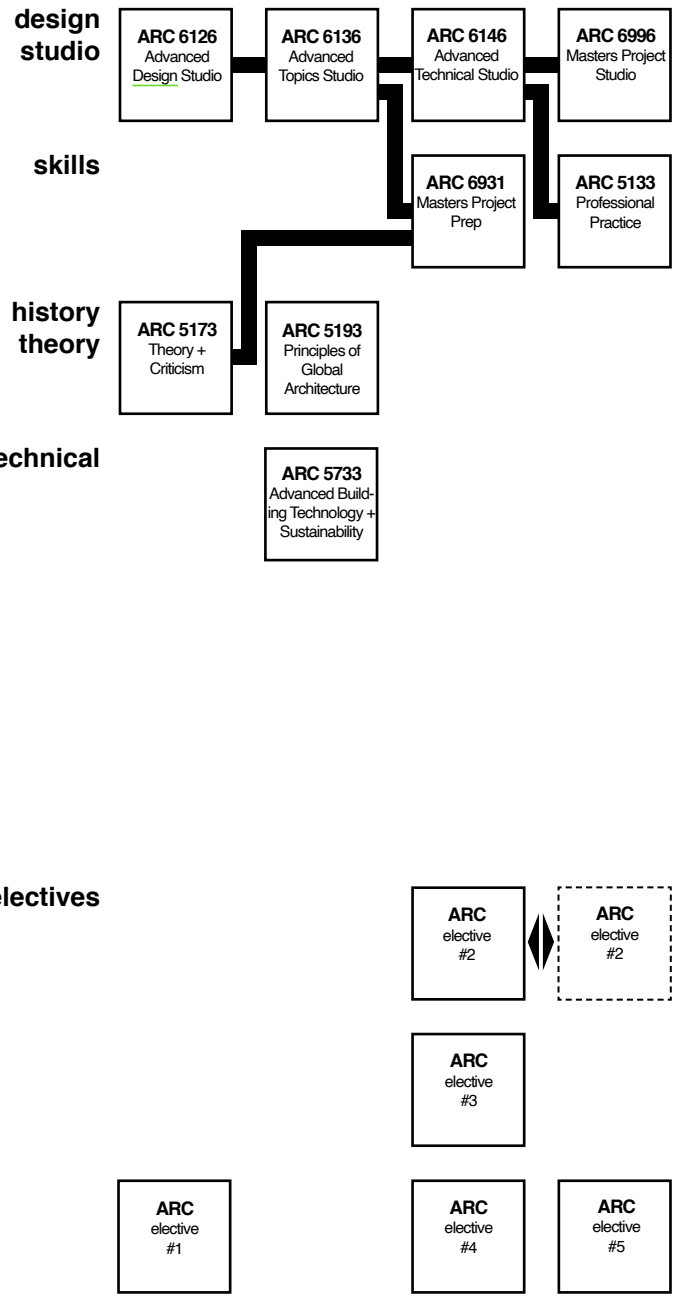 design
studio
ARC 6126
Advanced
Design Studio
ARC 6136
Advanced
Topics Studio
ARC 6146
Advanced
Technical Studio
ARC 6996
Masters Project
Studio
skills
ARC 6931
Masters Project
Prep
ARC 5133
Professional
Practice
history
theory
ARC 5173
Theory +
Criticism
ARC 5193
Principles of
Global
Architecture
echnical
ARC 5733
Advanced Build-
ing Technology +
Sustainability
electives
ARC
elective
#2
ARC
elective
#2
ARC
elective
#3
ARC
elective
#1
ARC
elective
#4
ARC
elective
#5